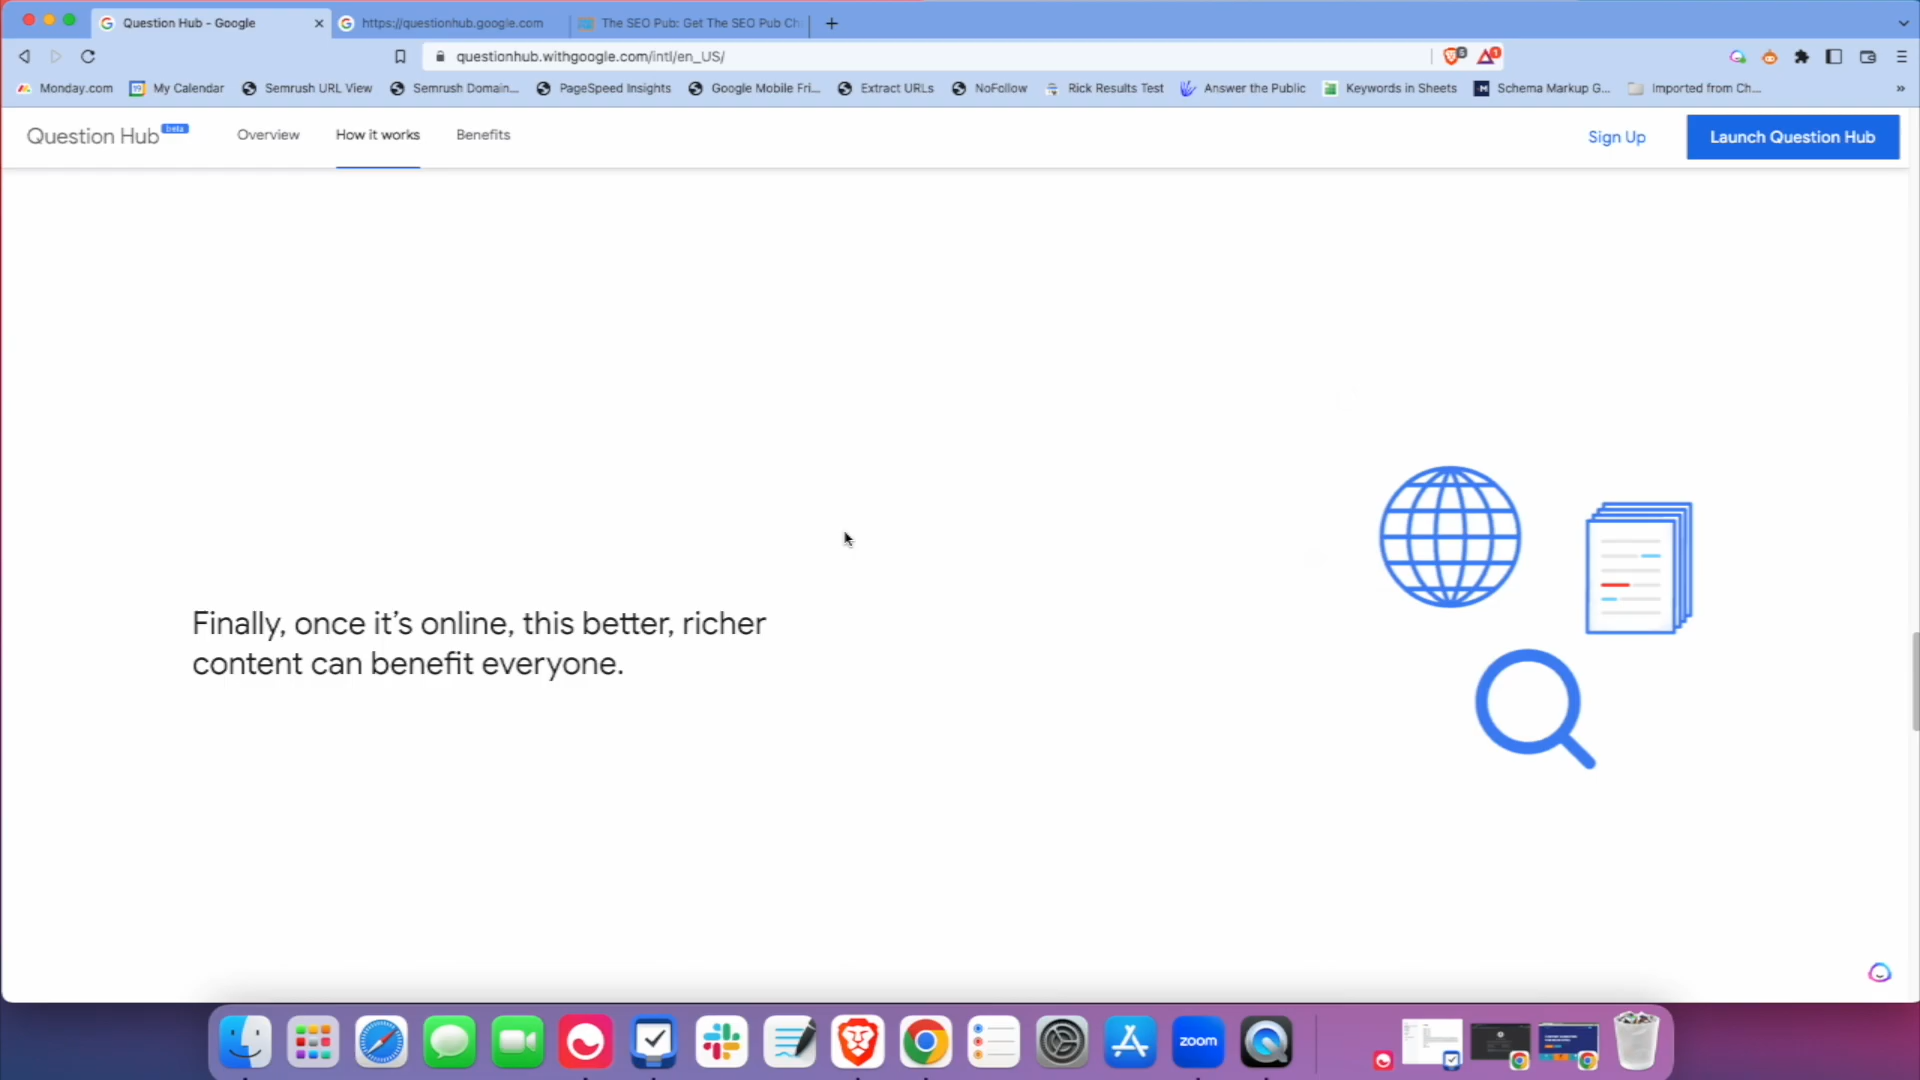 Question Hub - Google
https://questionhub.google.com
The SEO Pub: Get The SEO Pub Ch
questionhub.withgoogle.com/intl/en_US/
5
1
Monday.com
19
My Calendar
Semrush URL View
Semrush Domain...
PageSpeed Insights
Google Mobile Fri...
Extract URLs
NoFollow
Rick Results Test
Answer the Public
Keywords in Sheets
Schema Markup G...
Imported from Ch...
Question Hub beta
Overview
How it works
Benefits
Sign Up
Launch Question Hub
Finally, once it’s online, this better, richer
content can benefit everyone.
zoom